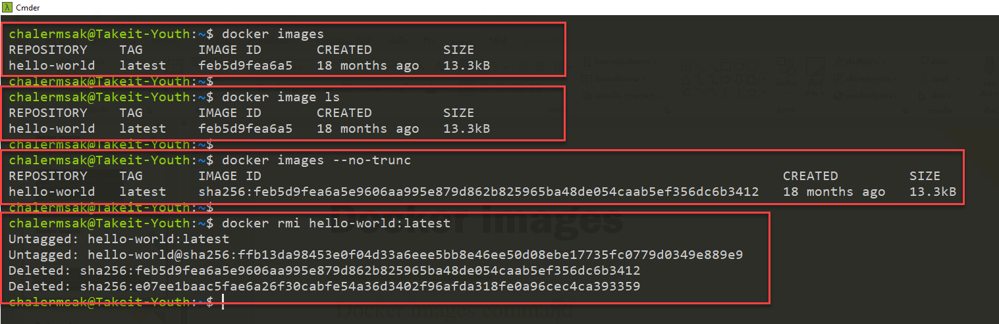 Cmder
chalermsak@Takeit-Youth:~$ docker images
REPOSITORY TAG IMAGE ID CREATED SIZE
hello-world latest feb5d9fea6a5 18 months ago 13.3kB
chalermsak@Takeit-Youth:~$
chalermsak@Takeit-Youth:~$ docker image ls
REPOSITORY TAG IMAGE ID CREATED SIZE
hello-world latest feb5d9fea6a5 18 months ago 13.3kB
chalermsak@Takeit-Youth:~$
chalermsak@Takeit-Youth:~$ docker images --no-trunc
REPOSITORY TAG IMAGE ID CREATED SIZE
hello-world latest sha256:feb5d9fea6a5e9606aa995e879d862b825965ba48de054caab5ef356dc6b3412 18 months ago 13.3kB
chalermsak@Takeit-Youth:~$
chalermsak@Takeit-Youth:~$ docker rmi hello-world:latest
Docker Images
Untagged: hello-world:latest
Untagged: hello-world@sha256:ffb13da98453e0f04d33a6eee5bb8e46ee50d08ebe17735fc0779d0349e889e9
Deleted: sha256:feb5d9fea6a5e9606aa995e879d862b825965ba48de054caab5ef356dc6b3412
Deleted: sha256:e07ee1baac5fae6a26f30cabfe54a36d3402f96afda318fe0a96cec4ca393359
chalermsak@Takeit-Youth:~$
Docker images command